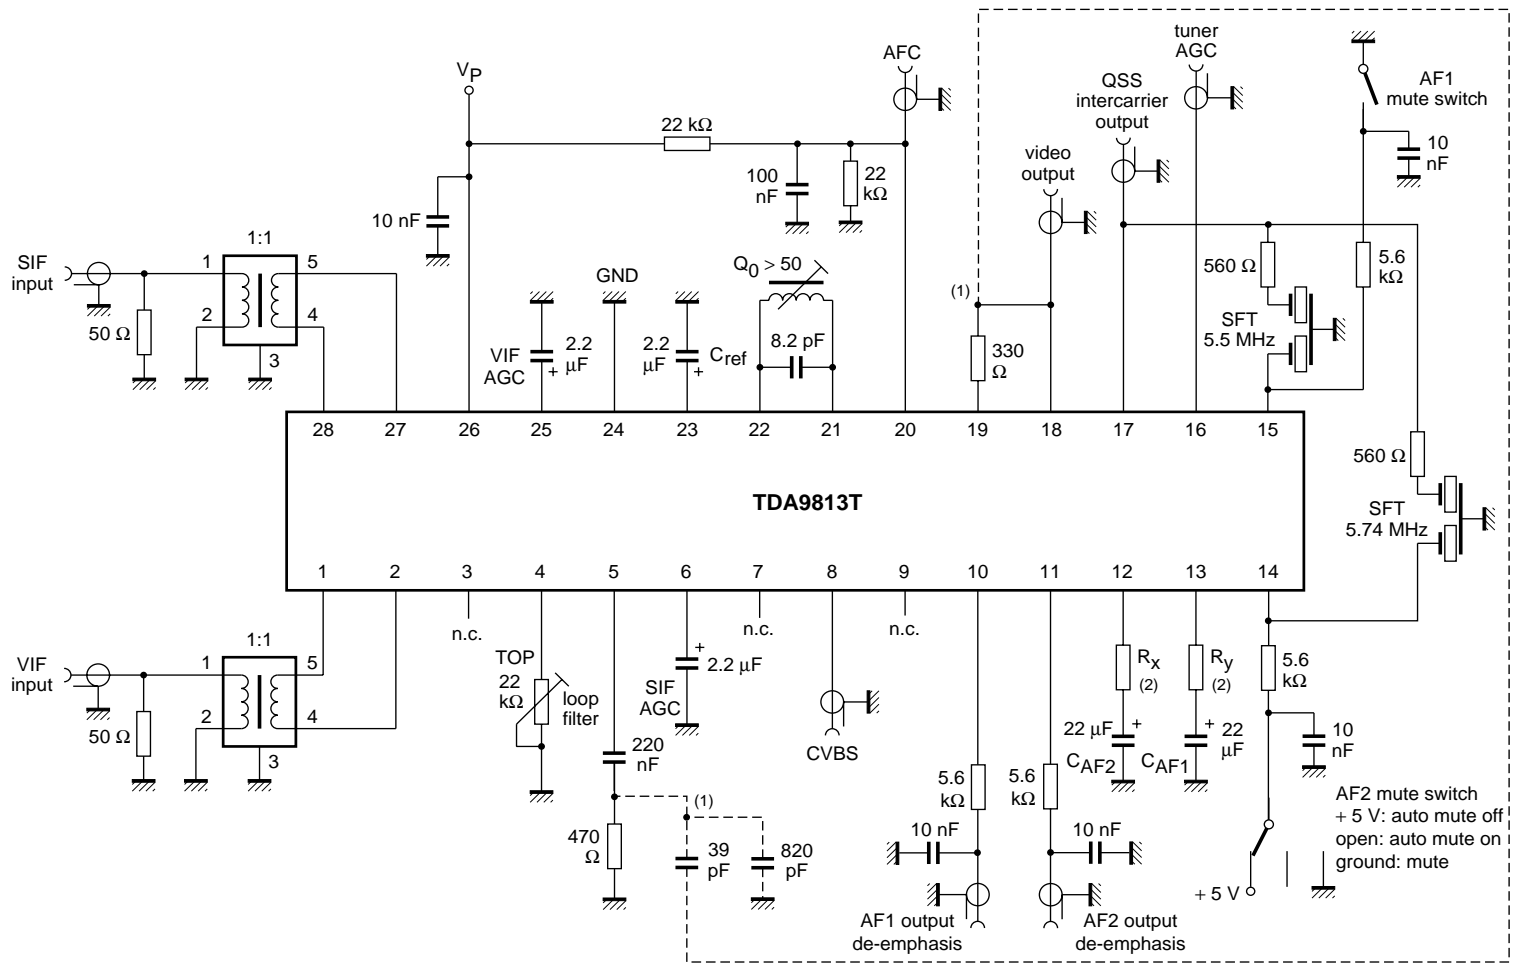 tuner
AGC
AFC
VP
QSS
intercarrier
output
AF1
mute switch
22 kΩ
video
output
10
nF
100
nF
22
kΩ
10 nF
1:1
SIF
input
1
5
2
4
3
50 Ω
GND
Q0 > 50
560 Ω
5.6
kΩ
(1)
SFT
5.5 MHz
VIF
AGC
2.2
µF
+
2.2
µF
+
Cref
8.2 pF
330
Ω
28
27
26
25
24
23
22
21
20
19
18
17
16
15
560 Ω
TDA9813T
SFT
5.74 MHz
1
2
3
4
5
6
7
8
9
10
11
12
13
14
n.c.
n.c.
n.c.
1:1
VIF
input
1
5
2
4
3
50 Ω
TOP
22
kΩ
loop
filter
+
2.2 µF
SIF
AGC
Rx
(2)
Ry
(2)
5.6
kΩ
220
nF
CVBS
22 µF
+
CAF2
+
22
µF
CAF1
10
nF
(1)
5.6
kΩ
5.6
kΩ
470
Ω
39
pF
820
pF
10 nF
10 nF
AF2 mute switch
+ 5 V: auto mute off
open: auto mute on
ground: mute
+ 5 V
AF1 output
de-emphasis
AF2 output
de-emphasis